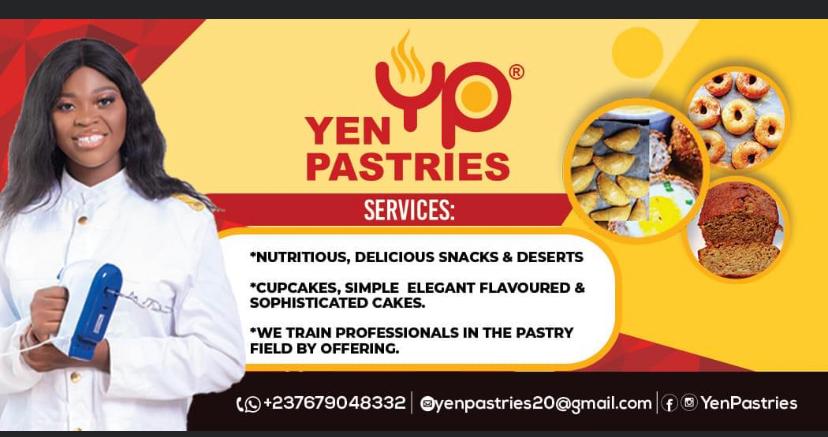 YP®
YEN
PASTRIES
SERVICES:
*NUTRITIOUS, DELICIOUS SNACKS & DESERTS
*CUPCAKES, SIMPLE ELEGANT FLAVOURED &
SOPHISTICATED CAKES.
*WE TRAIN PROFESSIONALS IN THE PASTRY
FIELD BY OFFERING.
+237679048332 | yenpastries20@gmail.com | f YenPastries